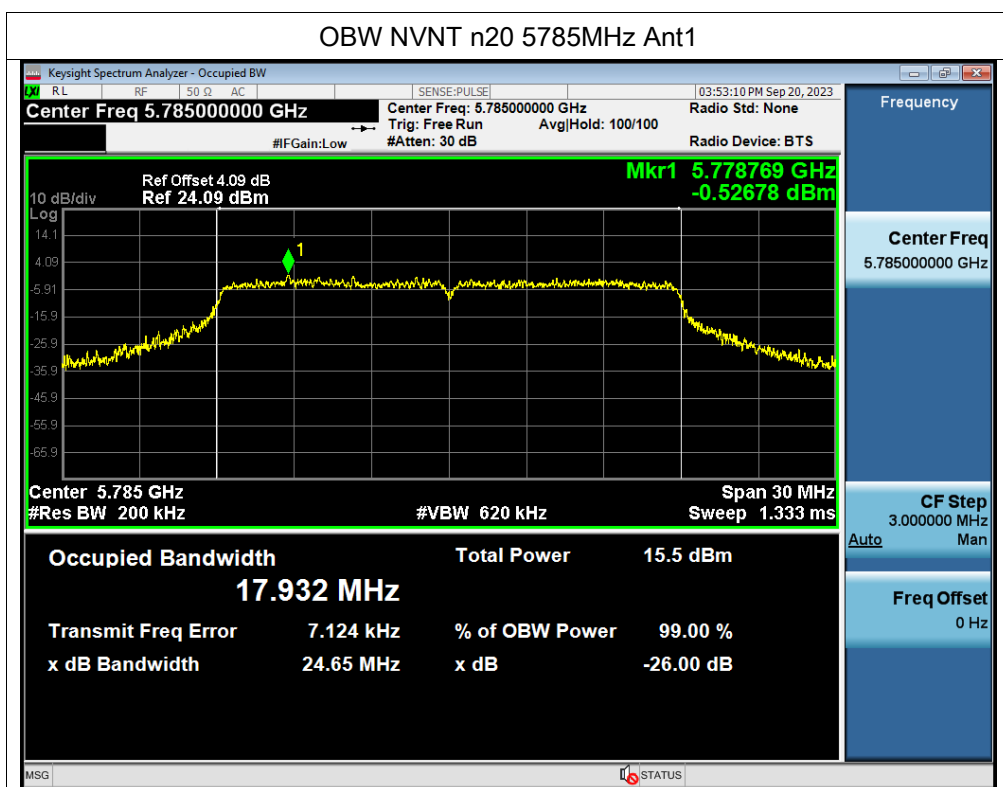 OBW NVNT n20 5785MHz Ant1
Keysight Spectrum Analyzer - Occupied BW
LXI RL RF 50 Ω AC SENSE:PULSE 03:53:10 PM Sep 20, 2023
Center Freq 5.785000000 GHz Center Freq: 5.785000000 GHz Radio Std: None
Trig: Free Run Avg|Hold: 100/100
#IFGain:Low #Atten: 30 dB Radio Device: BTS
Frequency
Mkr1 5.778769 GHz
-0.52678 dBm
Ref Offset 4.09 dB
10 dB/div Ref 24.09 dBm
Log
14.1
1
4.09
-5.91
-15.9
-25.9
-35.9
-45.9
-55.9
-65.9
Center 5.785 GHz Span 30 MHz
#Res BW 200 kHz #VBW 620 kHz Sweep 1.333 ms
Center Freq
5.785000000 GHz
CF Step
3.000000 MHz
Auto Man
Freq Offset
0 Hz
Occupied Bandwidth Total Power 15.5 dBm
17.932 MHz
Transmit Freq Error 7.124 kHz % of OBW Power 99.00 %
x dB Bandwidth 24.65 MHz x dB -26.00 dB
MSG STATUS